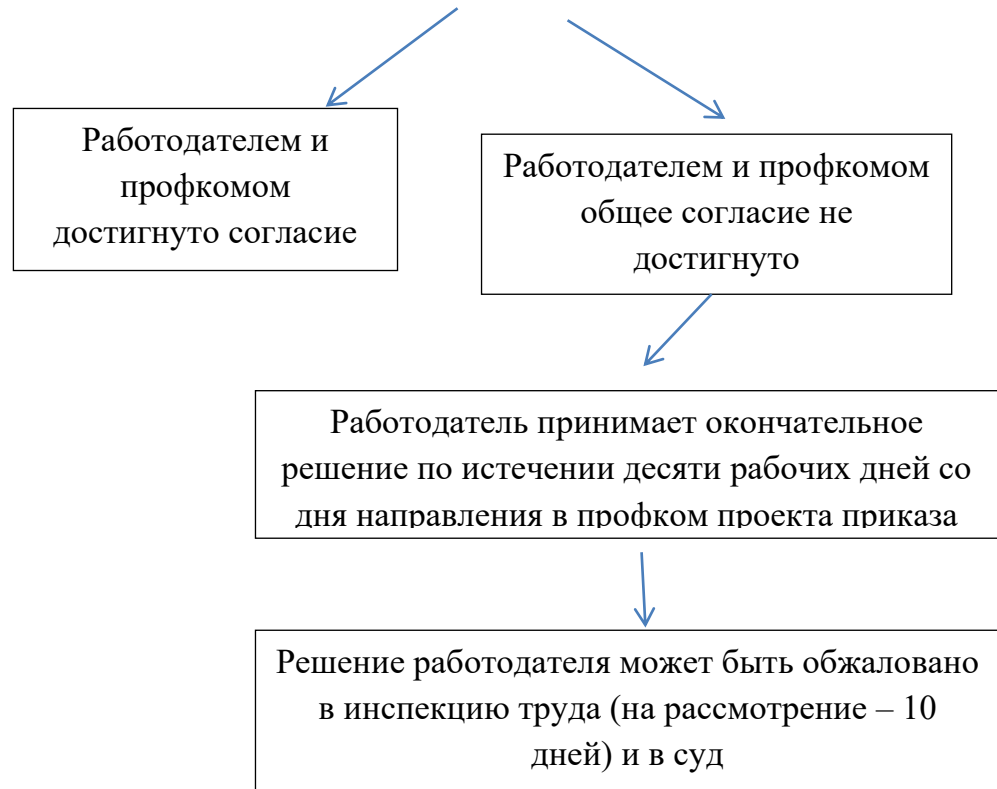 Работодателем и
профкомом
достигнуто согласие
Работодателем и профкомом
общее согласие не
достигнуто
Работодатель принимает окончательное
решение по истечении десяти рабочих дней со
дня направления в профком проекта приказа
Решение работодателя может быть обжаловано
в инспекцию труда (на рассмотрение – 10
дней) и в суд